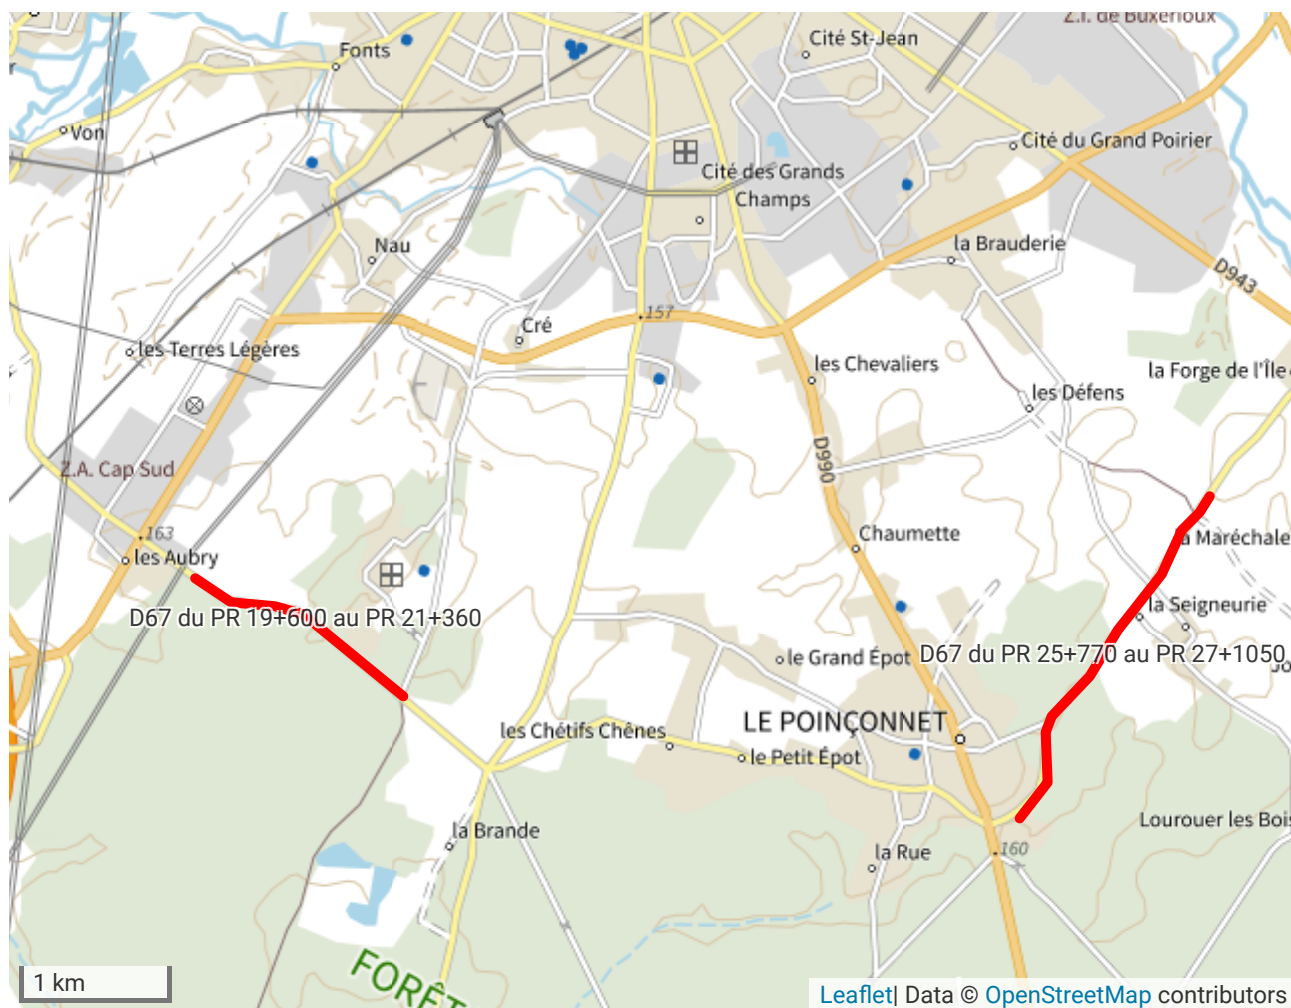 Z.I. de Buxerioux
Cité St-Jean
Fonts
Von
Cité du Grand Poirier
Cité des Grands
Champs
Nau
la Brauderie
D943
157
Cré
les Terres Légères
les Chevaliers
la Forge de l'Île
les Défens
D990
Z.A. Cap Sud
163
Chaumette
a Maréchale
les Aubry
la Seigneurie
D67 du PR 19+600 au PR 21+360
le Grand Épot
D67 du PR 25+770 au PR 27+1050
LE POINÇONNET
les Chétifs Chênes
le Petit Épot
la Brande
Lourouer les Bois
160
la Rue
FORÊT
1 km
Leaflet | Data © OpenStreetMap contributors